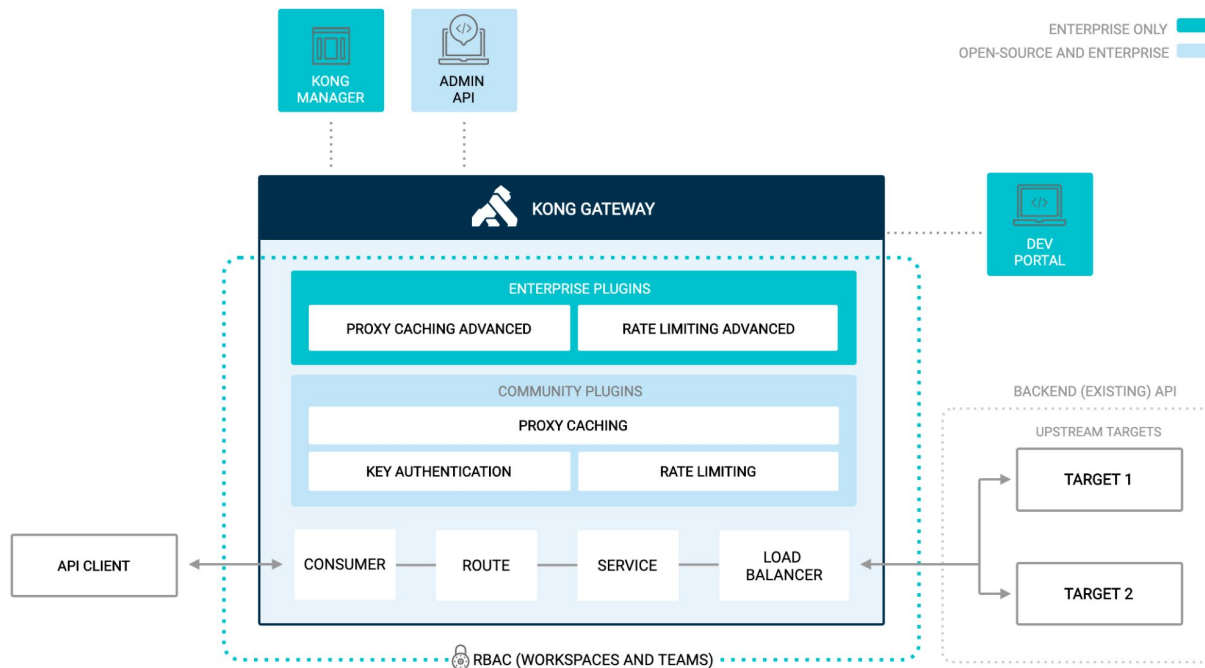 ENTERPRISE ONLY
OPEN-SOURCE AND ENTERPRISE
KONG
MANAGER
</>
ADMIN
API
KONG GATEWAY
</>
DEV
PORTAL
ENTERPRISE PLUGINS
PROXY CACHING ADVANCED
RATE LIMITING ADVANCED
COMMUNITY PLUGINS
PROXY CACHING
KEY AUTHENTICATION
RATE LIMITING
BACKEND (EXISTING) API
UPSTREAM TARGETS
TARGET 1
API CLIENT
CONSUMER
ROUTE
SERVICE
LOAD
BALANCER
TARGET 2
RBAC (WORKSPACES AND TEAMS)